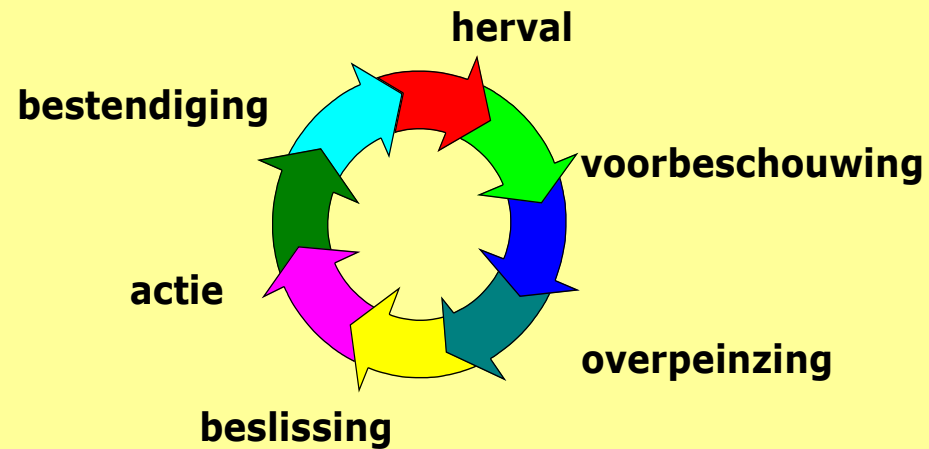 herval
bestendiging
voorbeschouwing
actie
overpeinzing
beslissing